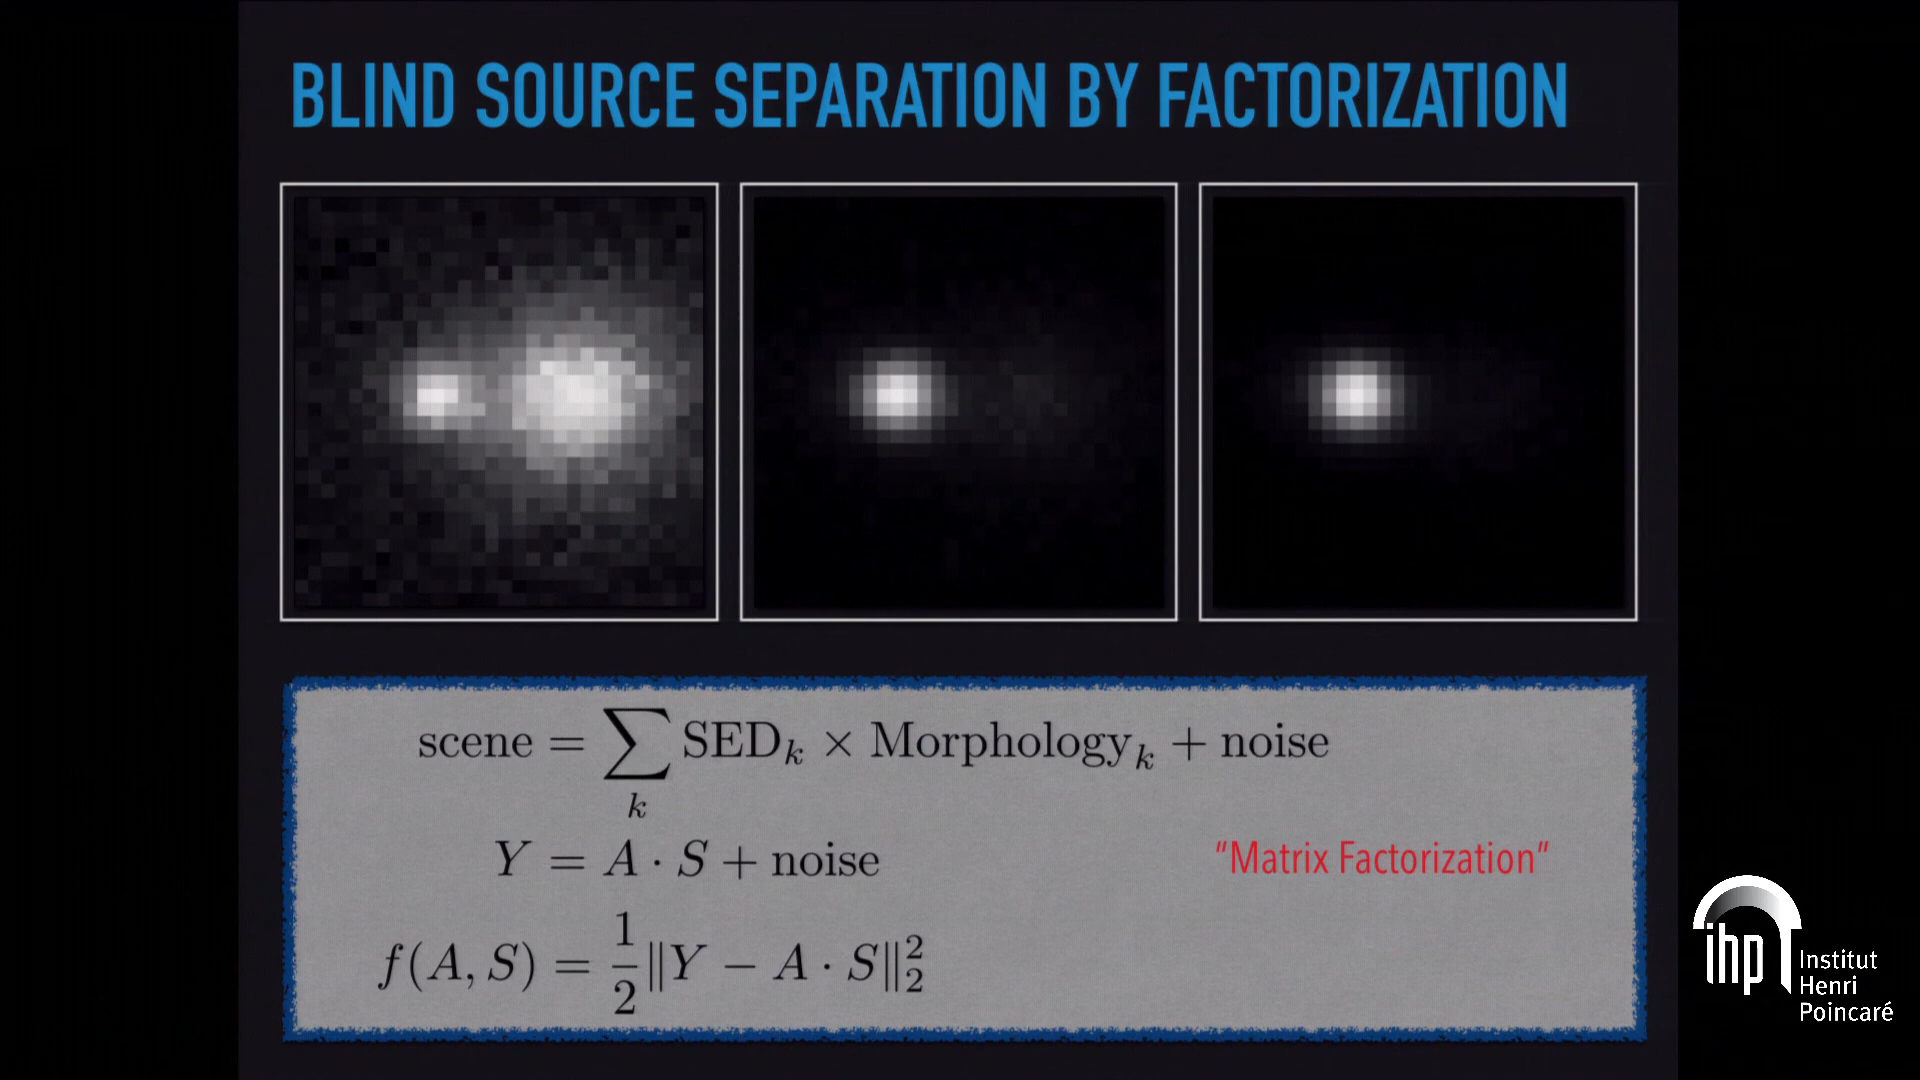 BLIND SOURCE SEPARATION BY FACTORIZATION
scene = ∑_k SED_k × Morphology_k + noise
Y = A · S + noise
"Matrix Factorization"
f(A, S) = 1/2 ‖Y − A · S‖₂²
ihp Institut
Henri
Poincaré